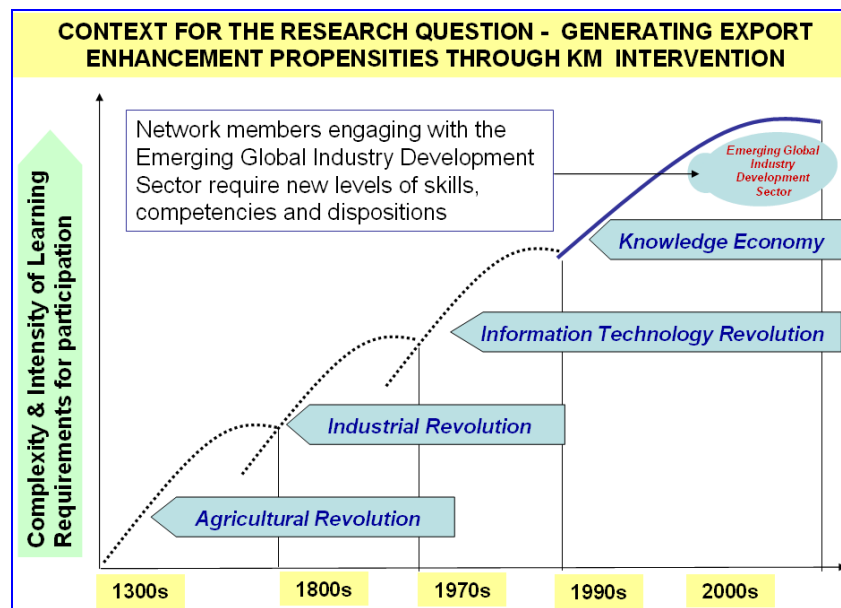 CONTEXT FOR THE RESEARCH QUESTION - GENERATING EXPORT
ENHANCEMENT PROPENSITIES THROUGH KM INTERVENTION
Network members engaging with the
Emerging Global Industry Development
Sector require new levels of skills,
competencies and dispositions
Emerging Global
Industry
Development
Sector
Knowledge Economy
Information Technology Revolution
Industrial Revolution
Agricultural Revolution
Complexity & Intensity of Learning
Requirements for participation
1300s
1800s
1970s
1990s
2000s